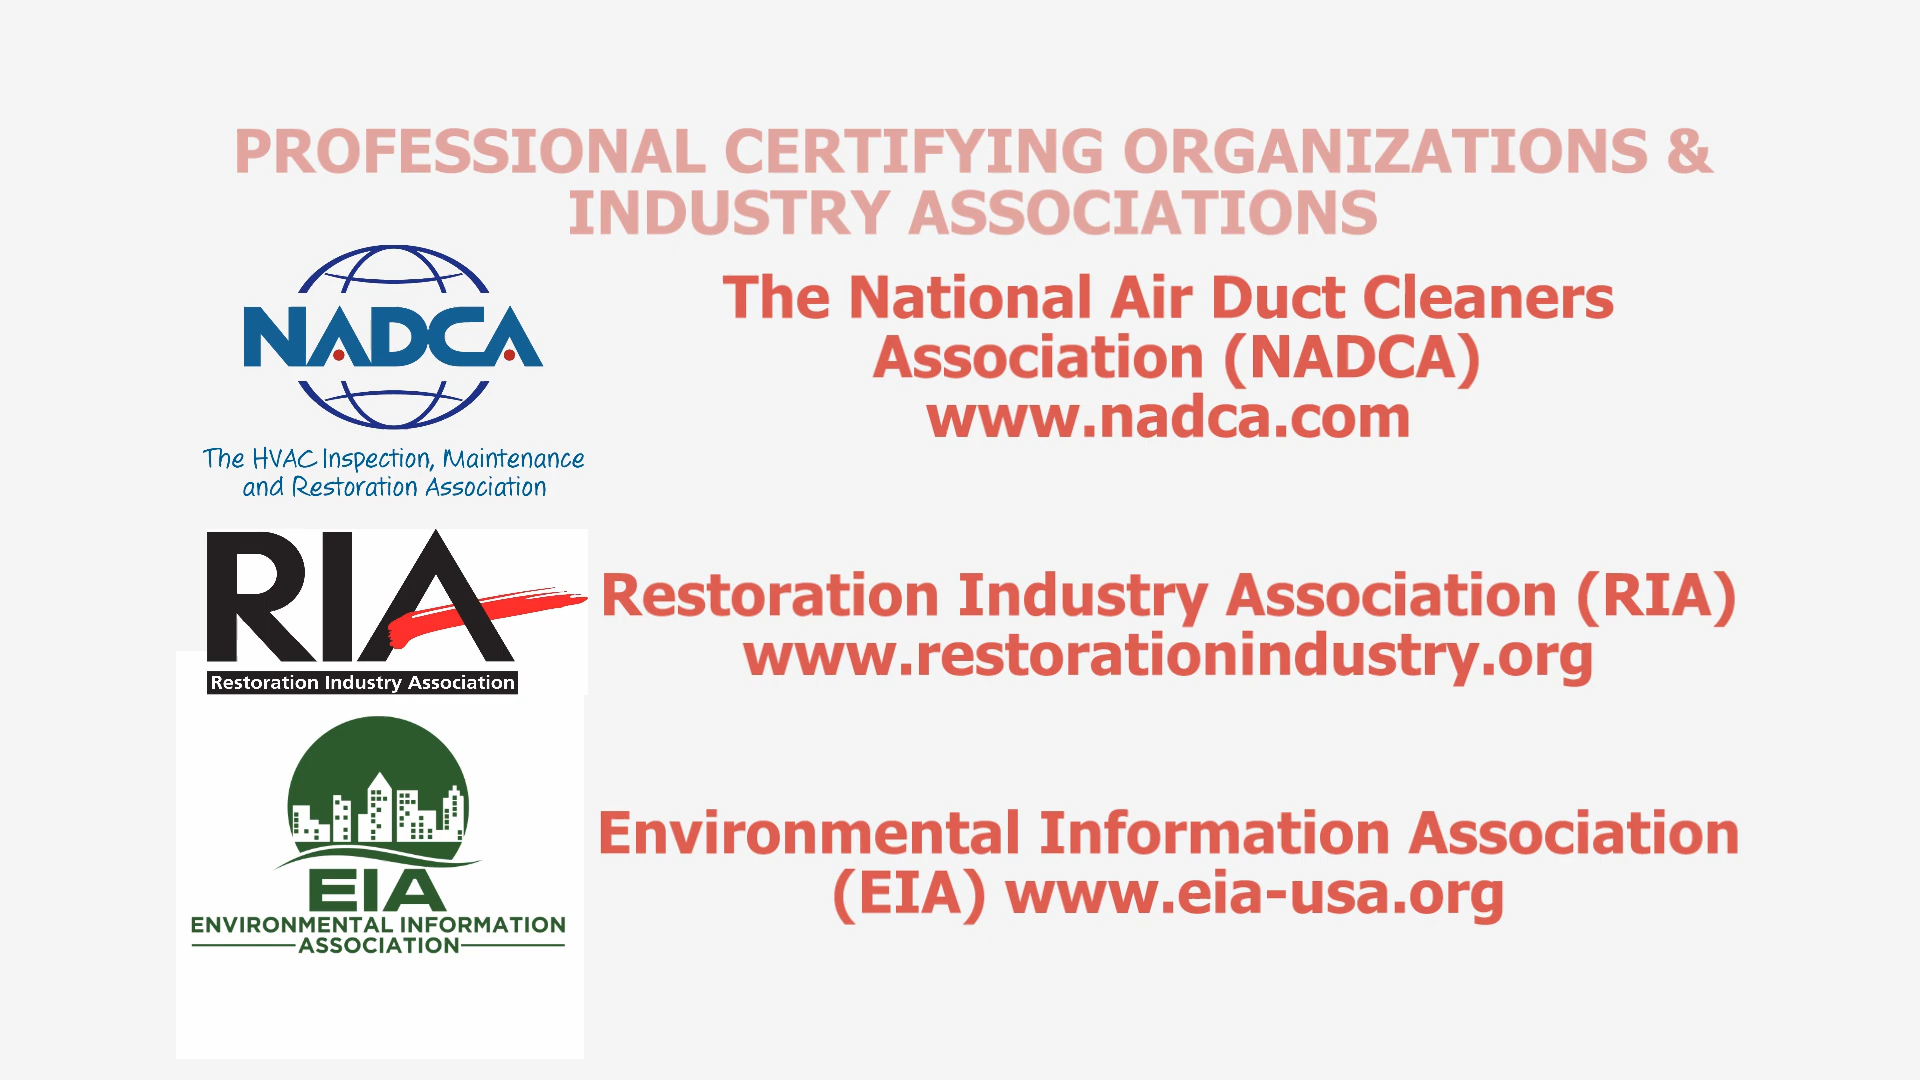 PROFESSIONAL CERTIFYING ORGANIZATIONS &
INDUSTRY ASSOCIATIONS
NADCA
The HVAC Inspection, Maintenance
and Restoration Association
The National Air Duct Cleaners
Association (NADCA)
www.nadca.com
RIA
Restoration Industry Association
Restoration Industry Association (RIA)
www.restorationindustry.org
EIA
ENVIRONMENTAL INFORMATION
ASSOCIATION
Environmental Information Association
(EIA) www.eia-usa.org